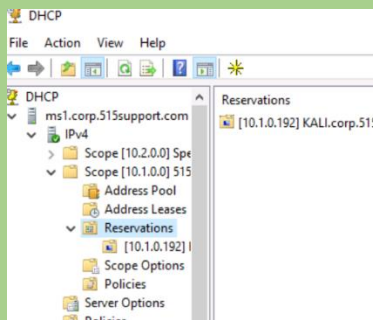 DHCP
File Action View Help
DHCP
ms1.corp.515support.com
IPv4
Scope [10.2.0.0] Spe
Scope [10.1.0.0] 515
Address Pool
Address Leases
Reservations
[10.1.0.192]
Scope Options
Policies
Server Options
Policies
Reservations
[10.1.0.192] KALI.corp.515